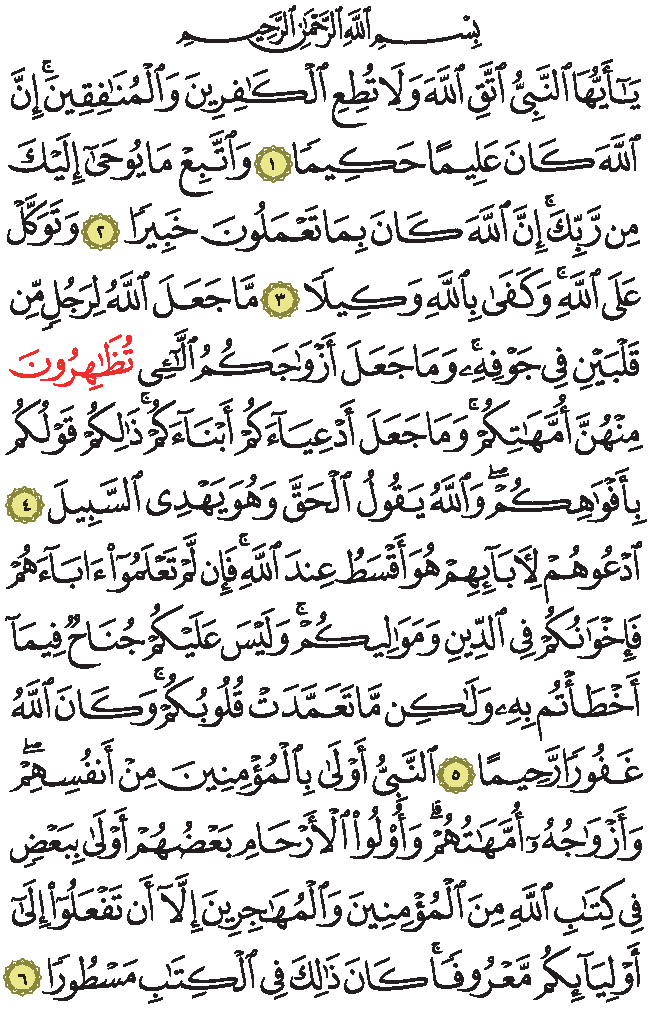 بِسْمِ ٱللَّهِ ٱلرَّحْمَٰنِ ٱلرَّحِيمِ
يَٰٓأَيُّهَا ٱلنَّبِىُّ ٱتَّقِ ٱللَّهَ وَلَا تُطِعِ ٱلْكَٰفِرِينَ وَٱلْمُنَٰفِقِينَ ۚ إِنَّ
ٱللَّهَ كَانَ عَلِيمًا حَكِيمًا ١ وَٱتَّبِعْ مَا يُوحَىٰٓ إِلَيْكَ
مِن رَّبِّكَ ۚ إِنَّ ٱللَّهَ كَانَ بِمَا تَعْمَلُونَ خَبِيرًا ٢ وَتَوَكَّلْ
عَلَى ٱللَّهِ ۚ وَكَفَىٰ بِٱللَّهِ وَكِيلًا ٣ مَّا جَعَلَ ٱللَّهُ لِرَجُلٍ مِّن
قَلْبَيْنِ فِى جَوْفِهِۦ ۚ وَمَا جَعَلَ أَزْوَٰجَكُمُ ٱلَّٰٓـِٔى تُظَٰهِرُونَ
مِنْهُنَّ أُمَّهَٰتِكُمْ ۚ وَمَا جَعَلَ أَدْعِيَآءَكُمْ أَبْنَآءَكُمْ ۚ ذَٰلِكُمْ قَوْلُكُم
بِأَفْوَٰهِكُمْ ۖ وَٱللَّهُ يَقُولُ ٱلْحَقَّ وَهُوَ يَهْدِى ٱلسَّبِيلَ ٤
ٱدْعُوهُمْ لِـَٔابَآئِهِمْ هُوَ أَقْسَطُ عِندَ ٱللَّهِ ۚ فَإِن لَّمْ تَعْلَمُوٓا۟ ءَابَآءَهُمْ
فَإِخْوَٰنُكُمْ فِى ٱلدِّينِ وَمَوَٰلِيكُمْ ۚ وَلَيْسَ عَلَيْكُمْ جُنَاحٌ فِيمَآ
أَخْطَأْتُم بِهِۦ وَلَٰكِن مَّا تَعَمَّدَتْ قُلُوبُكُمْ ۚ وَكَانَ ٱللَّهُ
غَفُورًا رَّحِيمًا ٥ ٱلنَّبِىُّ أَوْلَىٰ بِٱلْمُؤْمِنِينَ مِنْ أَنفُسِهِمْ ۖ
وَأَزْوَٰجُهُۥٓ أُمَّهَٰتُهُمْ ۗ وَأُو۟لُوا۟ ٱلْأَرْحَامِ بَعْضُهُمْ أَوْلَىٰ بِبَعْضٍ
فِى كِتَٰبِ ٱللَّهِ مِنَ ٱلْمُؤْمِنِينَ وَٱلْمُهَٰجِرِينَ إِلَّآ أَن تَفْعَلُوٓا۟ إِلَىٰٓ
أَوْلِيَآئِكُم مَّعْرُوفًا ۚ كَانَ ذَٰلِكَ فِى ٱلْكِتَٰبِ مَسْطُورًا ٦